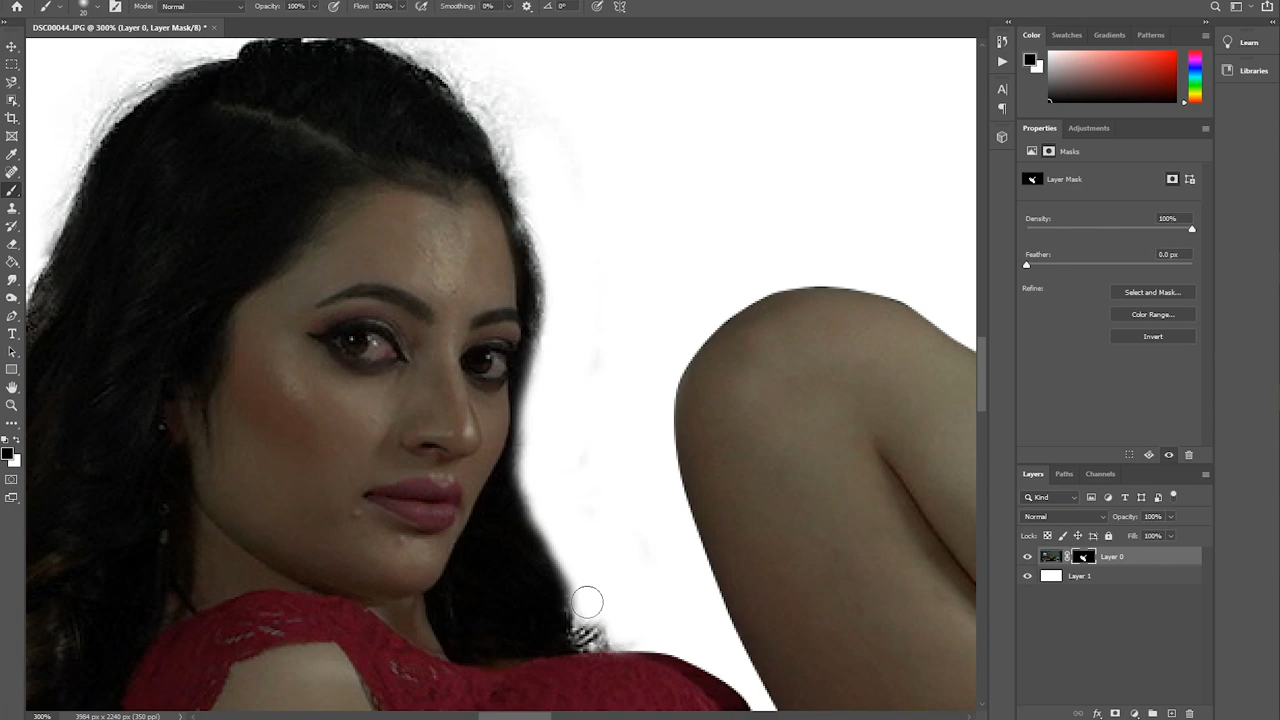 Mode: Normal Opacity: 100% Flow: 100% Smoothing: 0% 0°
20
DSC00044.JPG @ 300% (Layer 0, Layer Mask/8) * ×
Color Swatches Gradients Patterns
Learn
Libraries
Properties Adjustments
Masks
Layer Mask
Density: 100%
Feather: 0.0 px
Refine: Select and Mask...
Color Range...
Invert
Layers Paths Channels
Kind
Normal Opacity: 100%
Lock: Fill: 100%
Layer 0
Layer 1
fx
300% 3984 px x 2240 px (350 ppi)